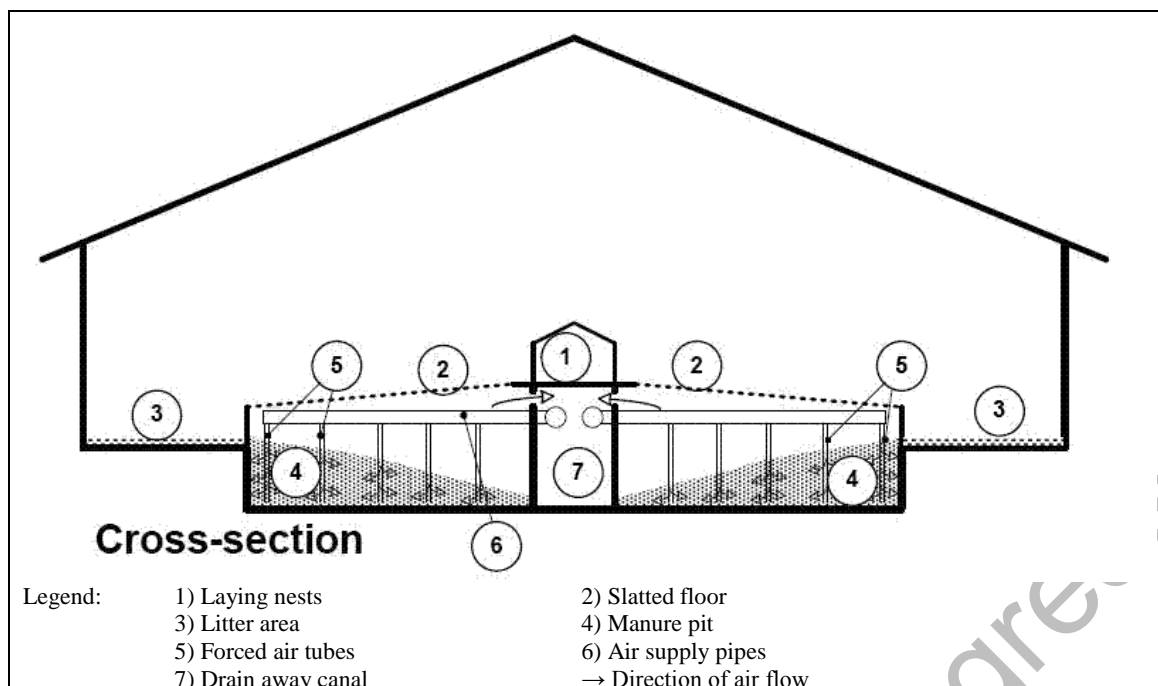 1
5
2
2
5
3
3
4
7
4
Cross-section
6
Legend: 1) Laying nests 2) Slatted floor
3) Litter area 4) Manure pit
5) Forced air tubes 6) Air supply pipes
7) Drain away canal → Direction of air flow